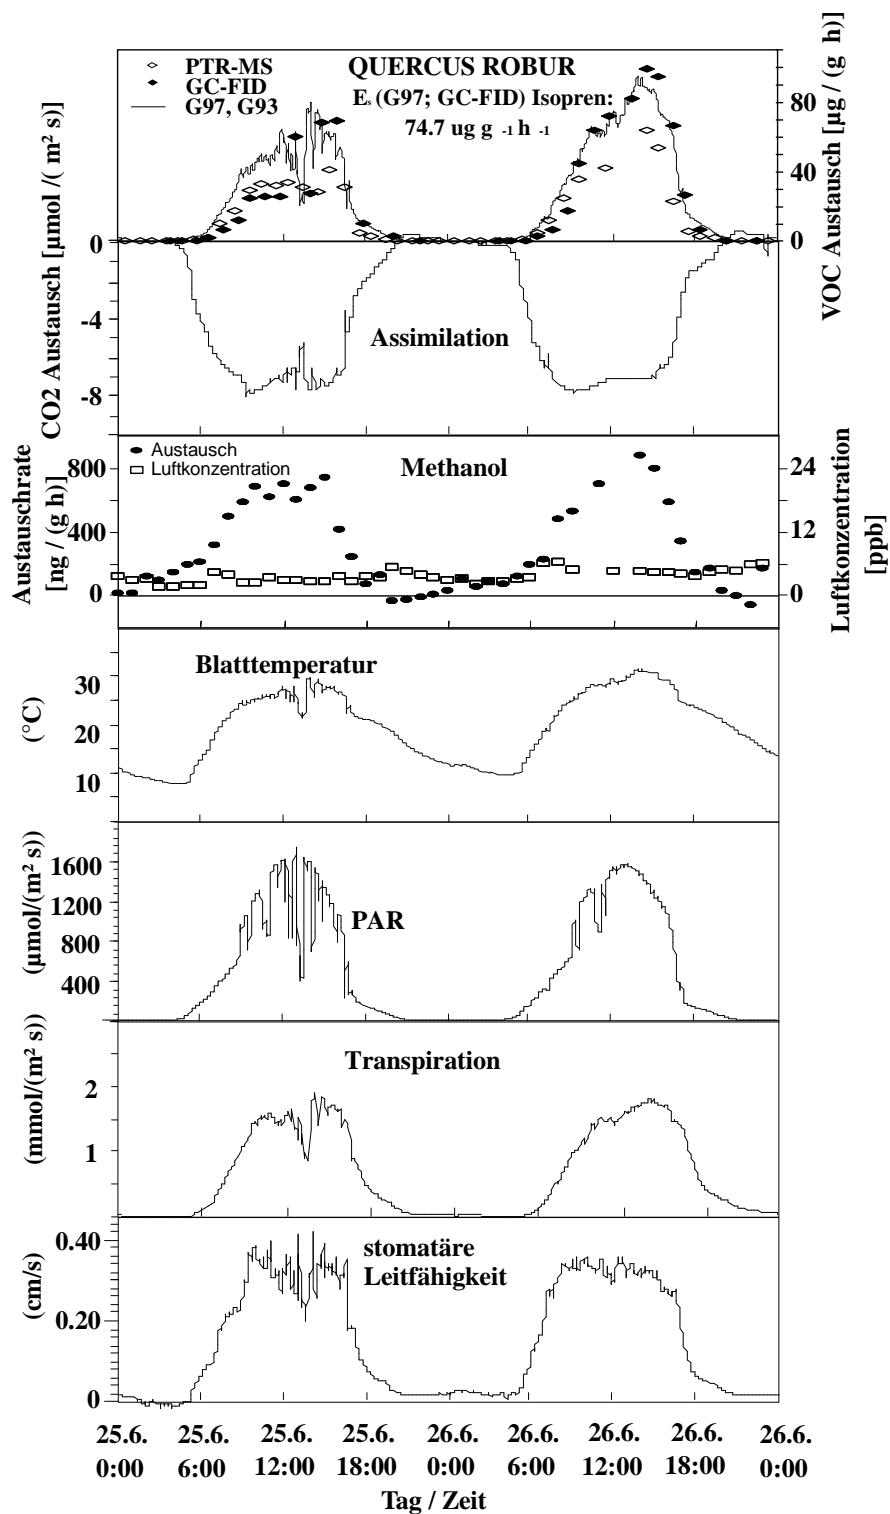 PTR-MS
GC-FID
G97, G93
QUERCUS ROBUR
Es (G97; GC-FID) Isopren:
74.7 ug g -1 h -1
CO2 Austausch [µmol /( m² s)]
0
-4
-8
VOC Austausch [µg / (g h)]
80
40
0
Assimilation
Austausch
Luftkonzentration
Methanol
Austauschrate
[ng / (g h)]
800
400
0
24
12
0
Luftkonzentration
[ppb]
Blatttemperatur
(°C)
30
20
10
PAR
(µmol/(m² s))
1600
1200
800
400
Transpiration
(mmol/(m² s))
2
1
stomatäre
Leitfähigkeit
(cm/s)
0.40
0.20
0
25.6. 25.6. 25.6. 25.6. 26.6. 26.6. 26.6. 26.6. 26.6.
0:00 6:00 12:00 18:00 0:00 6:00 12:00 18:00 0:00
Tag / Zeit